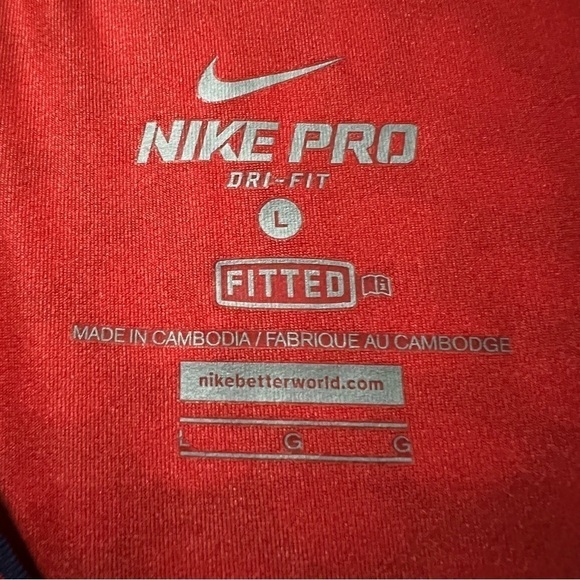 NIKE PRO
DRI-FIT
L
FITTED
MADE IN CAMBODIA / FABRIQUE AU CAMBODGE
nikebetterworld.com
L G G